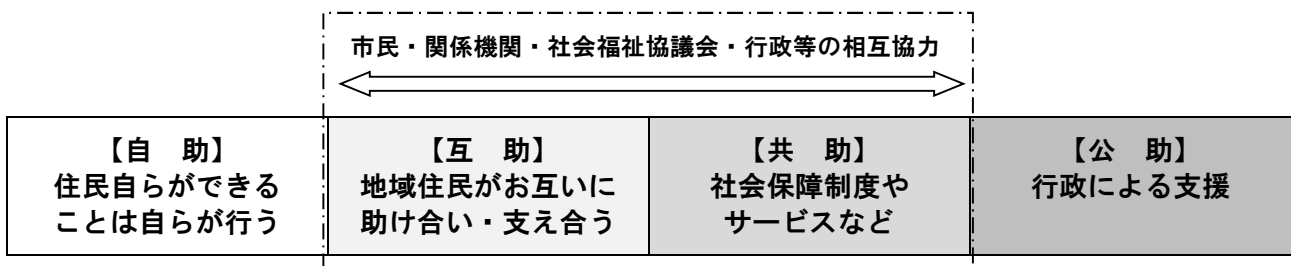 市民・関係機関・社会福祉協議会・行政等の相互協力
【自　助】
住民自らができる
ことは自らが行う
【互　助】
地域住民がお互いに
助け合い・支え合う
【共　助】
社会保障制度や
サービスなど
【公　助】
行政による支援